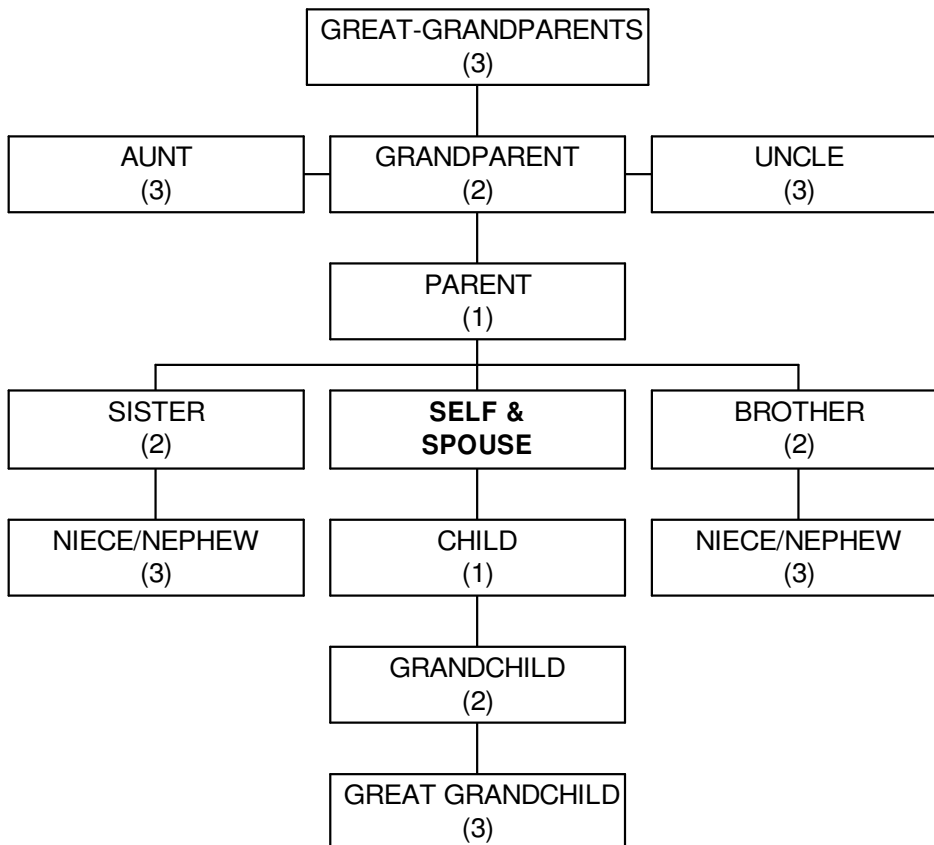 GREAT-GRANDPARENTS
(3)
AUNT
(3)
GRANDPARENT
(2)
UNCLE
(3)
PARENT
(1)
SISTER
(2)
SELF &
SPOUSE
BROTHER
(2)
NIECE/NEPHEW
(3)
CHILD
(1)
NIECE/NEPHEW
(3)
GRANDCHILD
(2)
GREAT GRANDCHILD
(3)